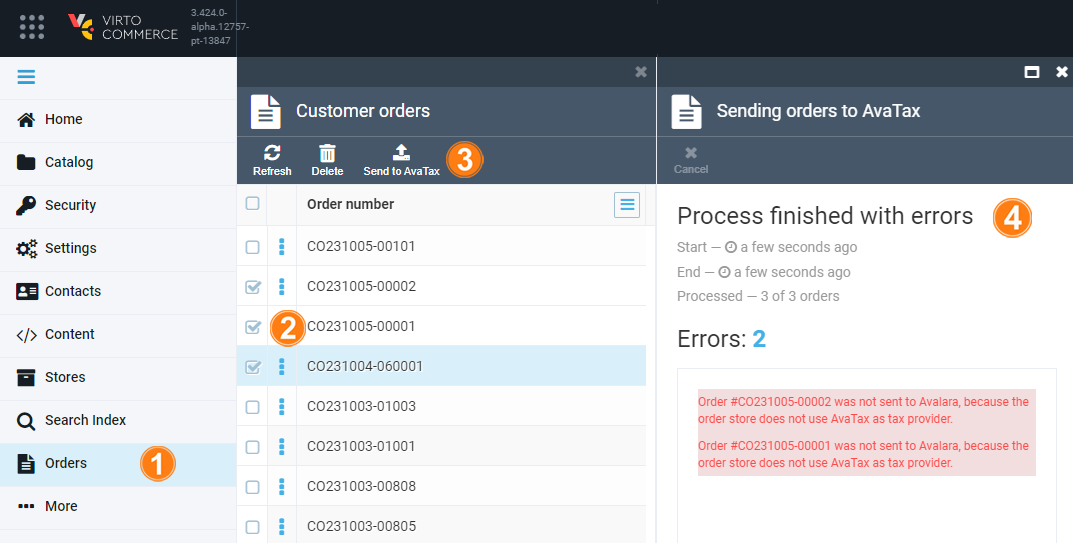 VIRTO
COMMERCE
3.424.0-
alpha.12757-
pt-13847
Home
Catalog
Security
Settings
Contacts
Content
Stores
Search Index
Orders
1
More
Customer orders
Refresh
Delete
Send to AvaTax
3
Order number
CO231005-00101
CO231005-00002
2
CO231005-00001
CO231004-060001
CO231003-01003
CO231003-01001
CO231003-00808
CO231003-00805
Sending orders to AvaTax
Cancel
Process finished with errors
4
Start — a few seconds ago
End — a few seconds ago
Processed — 3 of 3 orders
Errors: 2
Order #CO231005-00002 was not sent to Avalara, because the
order store does not use AvaTax as tax provider.
Order #CO231005-00001 was not sent to Avalara, because the
order store does not use AvaTax as tax provider.